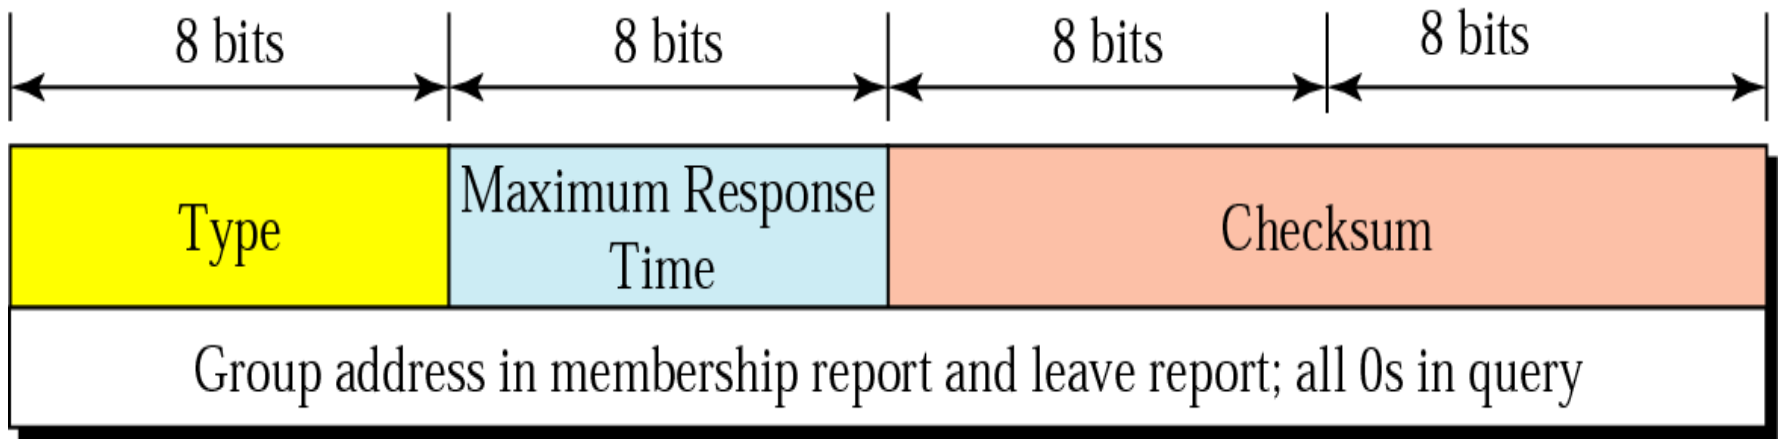 8 bits 8 bits 8 bits 8 bits
Type
Maximum Response
Time
Checksum
Group address in membership report and leave report; all 0s in query